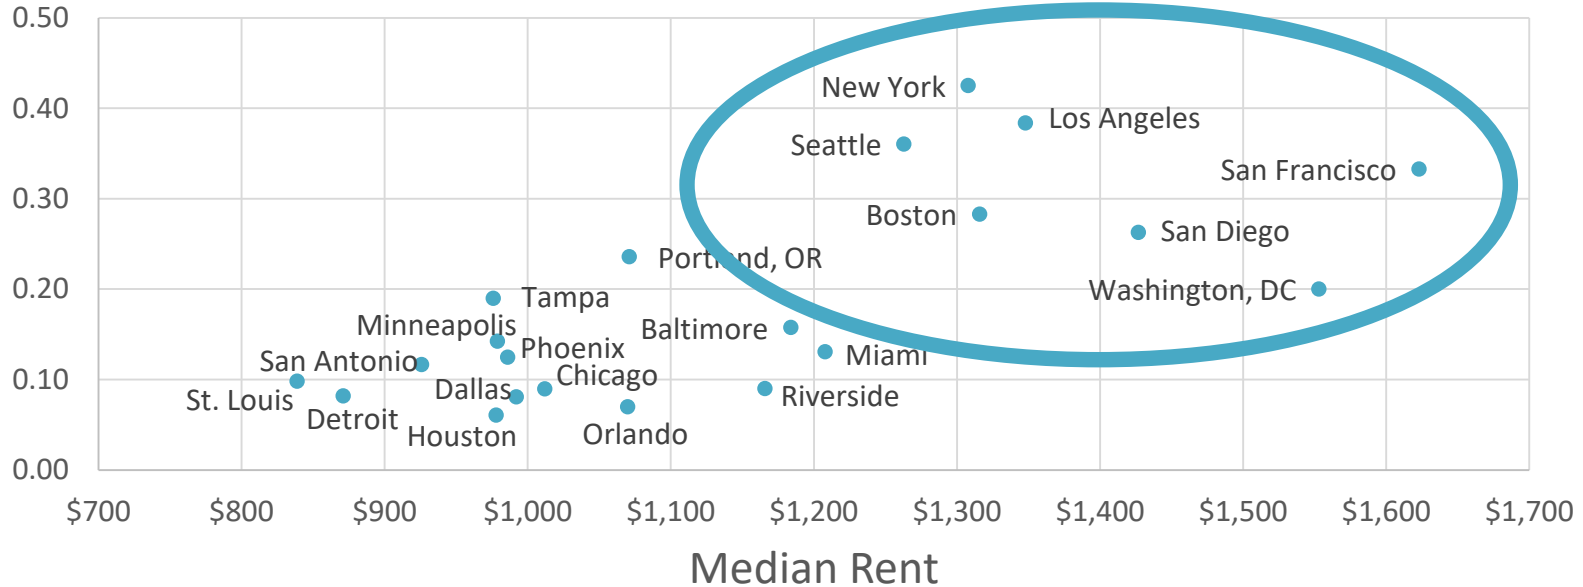 0.50
New York
0.40
Los Angeles
Seattle
San Francisco
0.30
Boston
San Diego
Portland, OR
0.20
Tampa
Washington, DC
Minneapolis
Baltimore
Phoenix
Miami
San Antonio
0.10
Dallas
Chicago
St. Louis
Riverside
Detroit
Houston
Orlando
0.00
$700 $800 $900 $1,000 $1,100 $1,200 $1,300 $1,400 $1,500 $1,600 $1,700
Median Rent